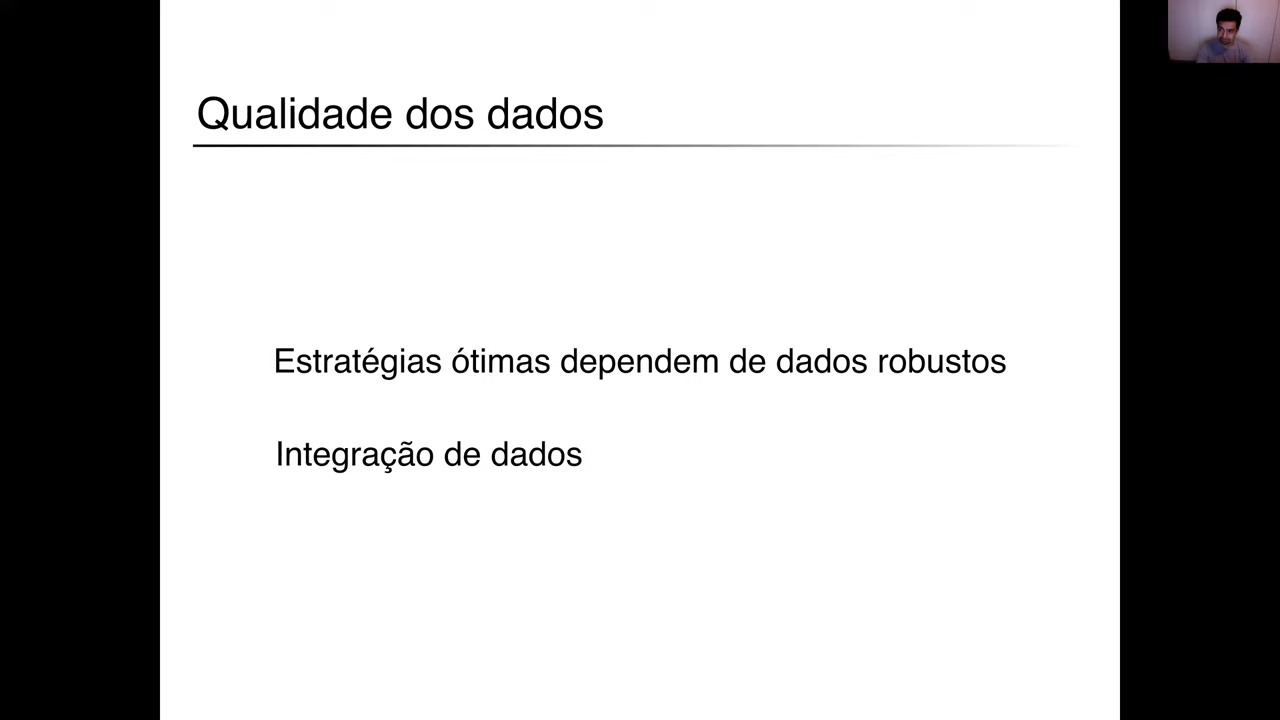 Qualidade dos dados
Estratégias ótimas dependem de dados robustos
Integração de dados